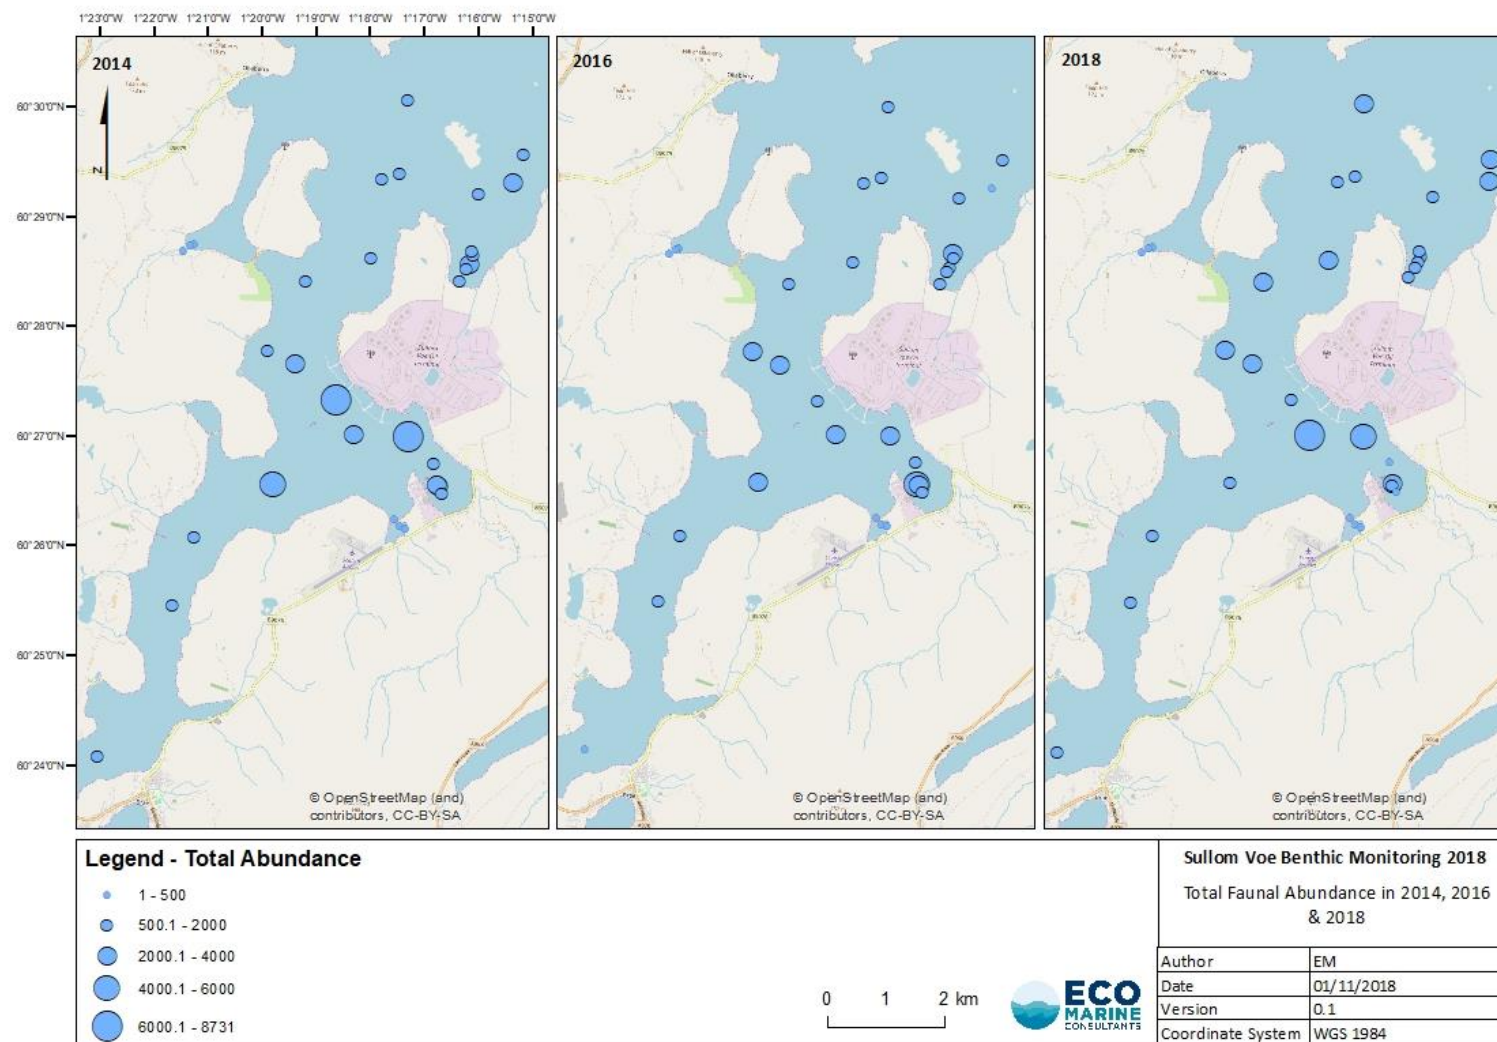 1°23'0"W 1°22'0"W 1°21'0"W 1°20'0"W 1°19'0"W 1°18'0"W 1°17'0"W 1°16'0"W 1°15'0"W
2014
2016
2018
60°30'0"N
N
60°29'0"N
60°28'0"N
60°27'0"N
60°26'0"N
60°25'0"N
60°24'0"N
© OpenStreetMap (and)
contributors, CC-BY-SA
© OpenStreetMap (and)
contributors, CC-BY-SA
© OpenStreetMap (and)
contributors, CC-BY-SA
Legend - Total Abundance
1 - 500
500.1 - 2000
2000.1 - 4000
4000.1 - 6000
6000.1 - 8731
0 1 2 km
ECO
MARINE
CONSULTANTS
Sullom Voe Benthic Monitoring 2018
Total Faunal Abundance in 2014, 2016
& 2018
Author EM
Date 01/11/2018
Version 0.1
Coordinate System WGS 1984